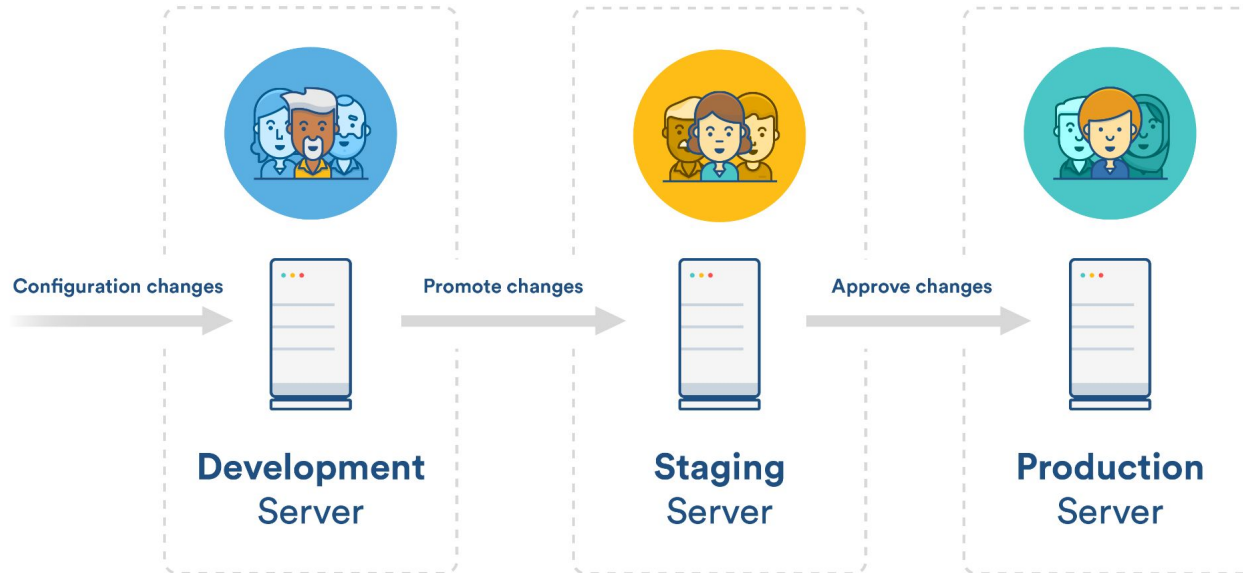 Configuration changes
Promote changes
Approve changes
Development
Server
Staging
Server
Production
Server